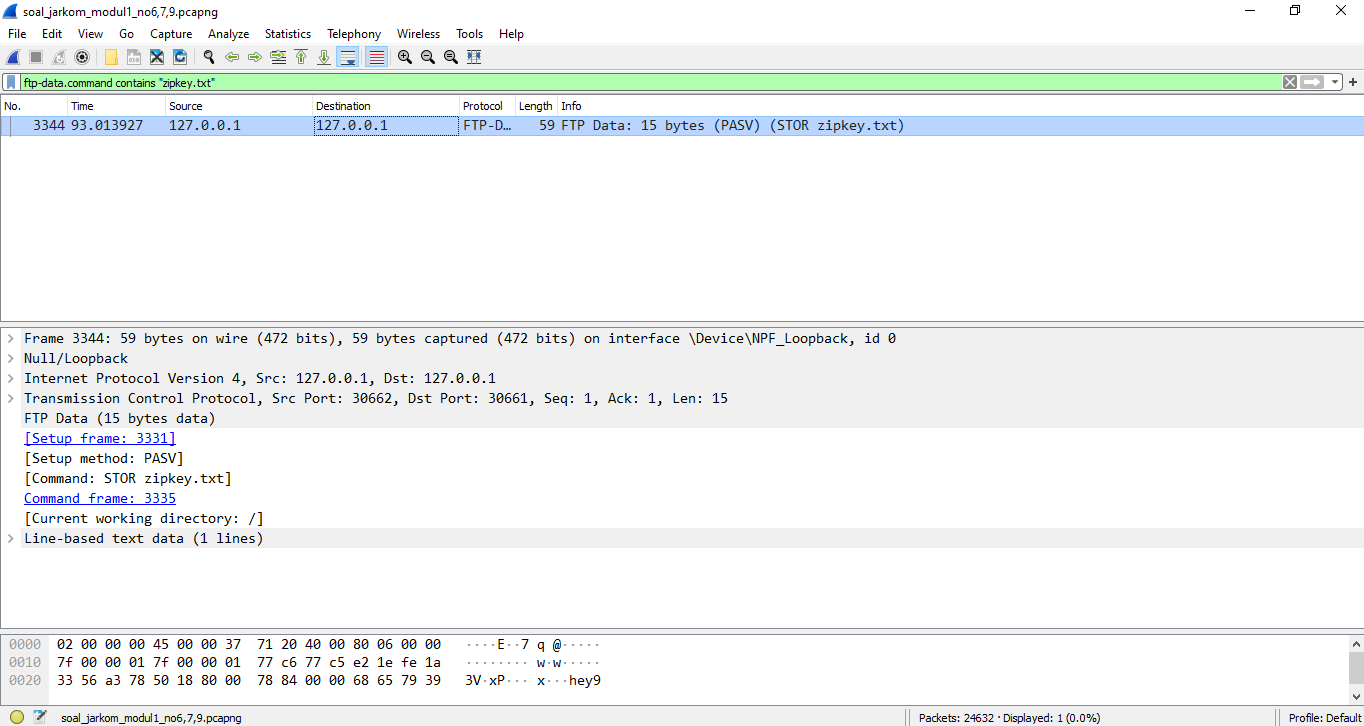 soal_jarkom_modul1_no6,7,9.pcapng
File Edit View Go Capture Analyze Statistics Telephony Wireless Tools Help
ftp-data.command contains "zipkey.txt"
No. Time Source Destination Protocol Length Info
3344 93.013927 127.0.0.1 127.0.0.1 FTP-D… 59 FTP Data: 15 bytes (PASV) (STOR zipkey.txt)
Frame 3344: 59 bytes on wire (472 bits), 59 bytes captured (472 bits) on interface \Device\NPF_Loopback, id 0
Null/Loopback
Internet Protocol Version 4, Src: 127.0.0.1, Dst: 127.0.0.1
Transmission Control Protocol, Src Port: 30662, Dst Port: 30661, Seq: 1, Ack: 1, Len: 15
FTP Data (15 bytes data)
[Setup frame: 3331]
[Setup method: PASV]
[Command: STOR zipkey.txt]
Command frame: 3335
[Current working directory: /]
Line-based text data (1 lines)
0000 02 00 00 00 45 00 00 37 71 20 40 00 80 06 00 00 ····E··7 q @·····
0010 7f 00 00 01 7f 00 00 01 77 c6 77 c5 e2 1e fe 1a ········ w·w·····
0020 33 56 a3 78 50 18 80 00 78 84 00 00 68 65 79 39 3V·xP··· x···hey9
soal_jarkom_modul1_no6,7,9.pcapng Packets: 24632 · Displayed: 1 (0.0%) Profile: Default